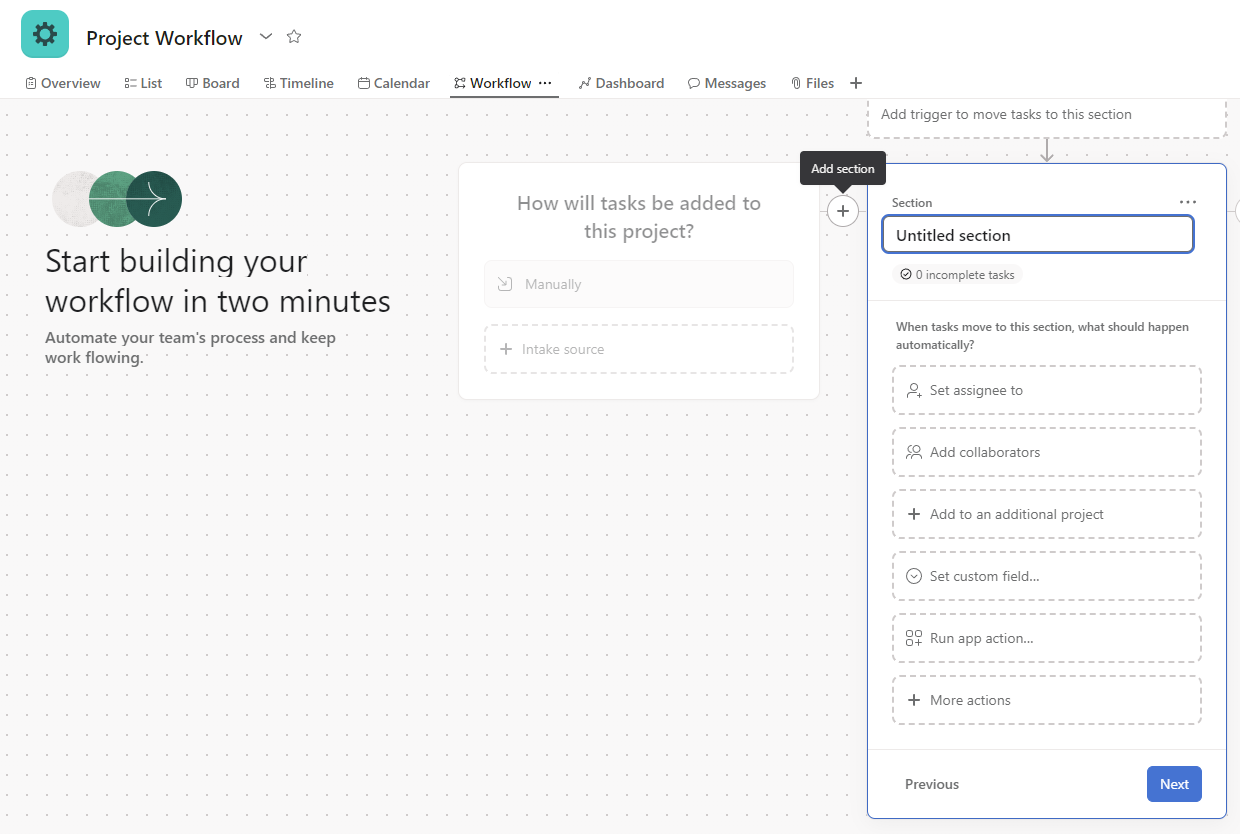 Project Workflow
Overview
List
Board
Timeline
Calendar
Workflow
Dashboard
Messages
Files
Add trigger to move tasks to this section
Start building your
workflow in two minutes
Automate your team's process and keep
work flowing.
How will tasks be added to
this project?
Manually
Intake source
Add section
Section
Untitled section
0 incomplete tasks
When tasks move to this section, what should happen
automatically?
Set assignee to
Add collaborators
Add to an additional project
Set custom field...
Run app action...
More actions
Previous
Next